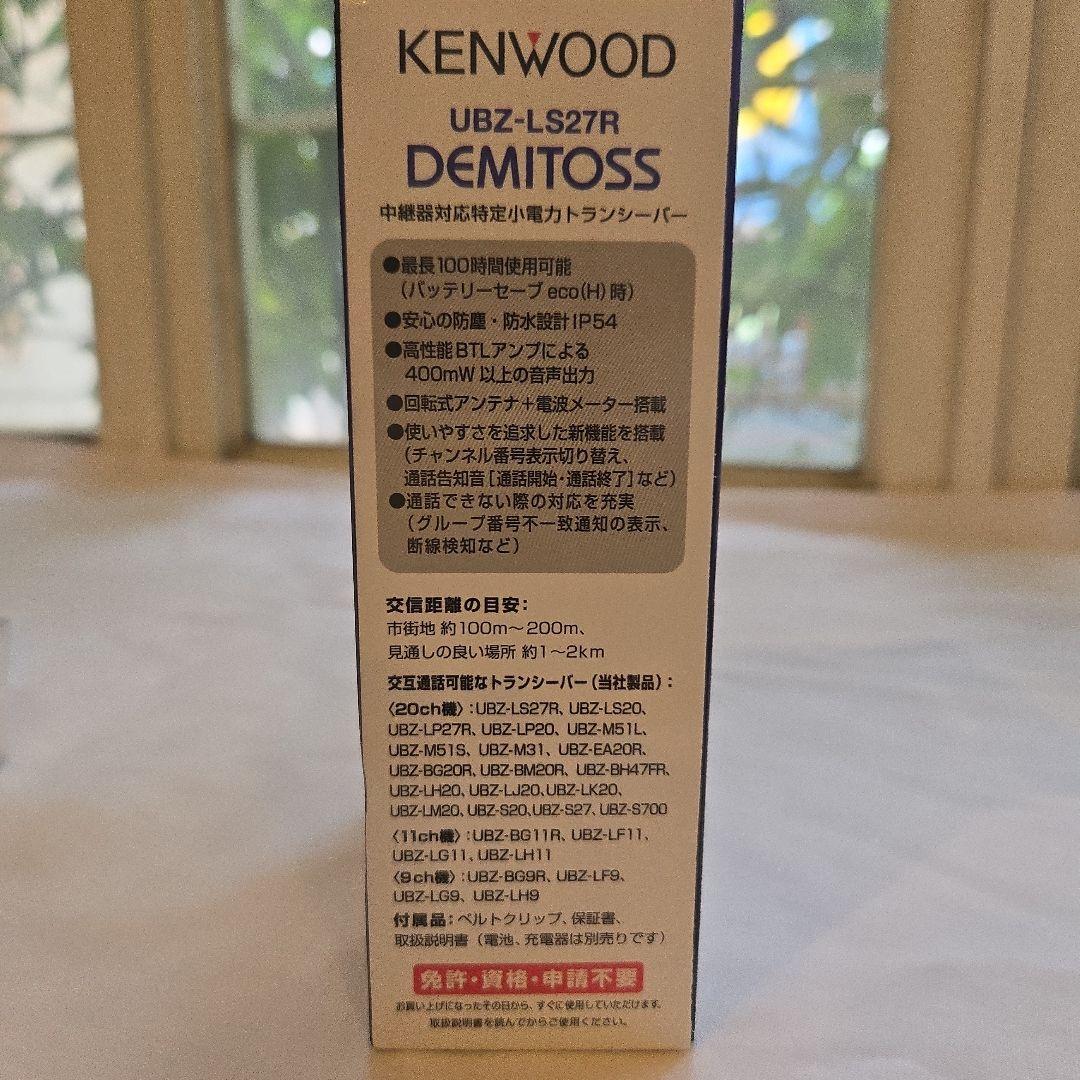 KENWOOD
UBZ-LS27R
DEMITOSS
中継器対応特定小電力トランシーバー
●最長100時間使用可能
（バッテリーセーブ eco(H) 時）
●安心の防塵・防水設計IP54
●高性能BTLアンプによる
400mW以上の音声出力
●回転式アンテナ＋電波メーター搭載
●使いやすさを追求した新機能を搭載
（チャンネル番号表示切り替え、
通話告知音［通話開始・通話終了］など）
●通話できない際の対応を充実
（グループ番号不一致通知の表示、
断線検知など）
交信距離の目安：
市街地 約100m～200m、
見通しの良い場所 約1～2km
交互通話可能なトランシーバー（当社製品）：
〈20ch機〉：UBZ-LS27R、UBZ-LS20、
UBZ-LP27R、UBZ-LP20、UBZ-M51L、
UBZ-M51S、UBZ-M31、UBZ-EA20R、
UBZ-BG20R、UBZ-BM20R、UBZ-BH47FR、
UBZ-LH20、UBZ-LJ20、UBZ-LK20、
UBZ-LM20、UBZ-S20、UBZ-S27、UBZ-S700
〈11ch機〉：UBZ-BG11R、UBZ-LF11、
UBZ-LG11、UBZ-LH11
〈9ch機〉：UBZ-BG9R、UBZ-LF9、
UBZ-LG9、UBZ-LH9
付属品：ベルトクリップ、保証書、
取扱説明書（電池、充電器は別売りです）
免許・資格・申請不要
お買い上げになったその日から、すぐに使用していただけます。
取扱説明書を読んでからご使用ください。